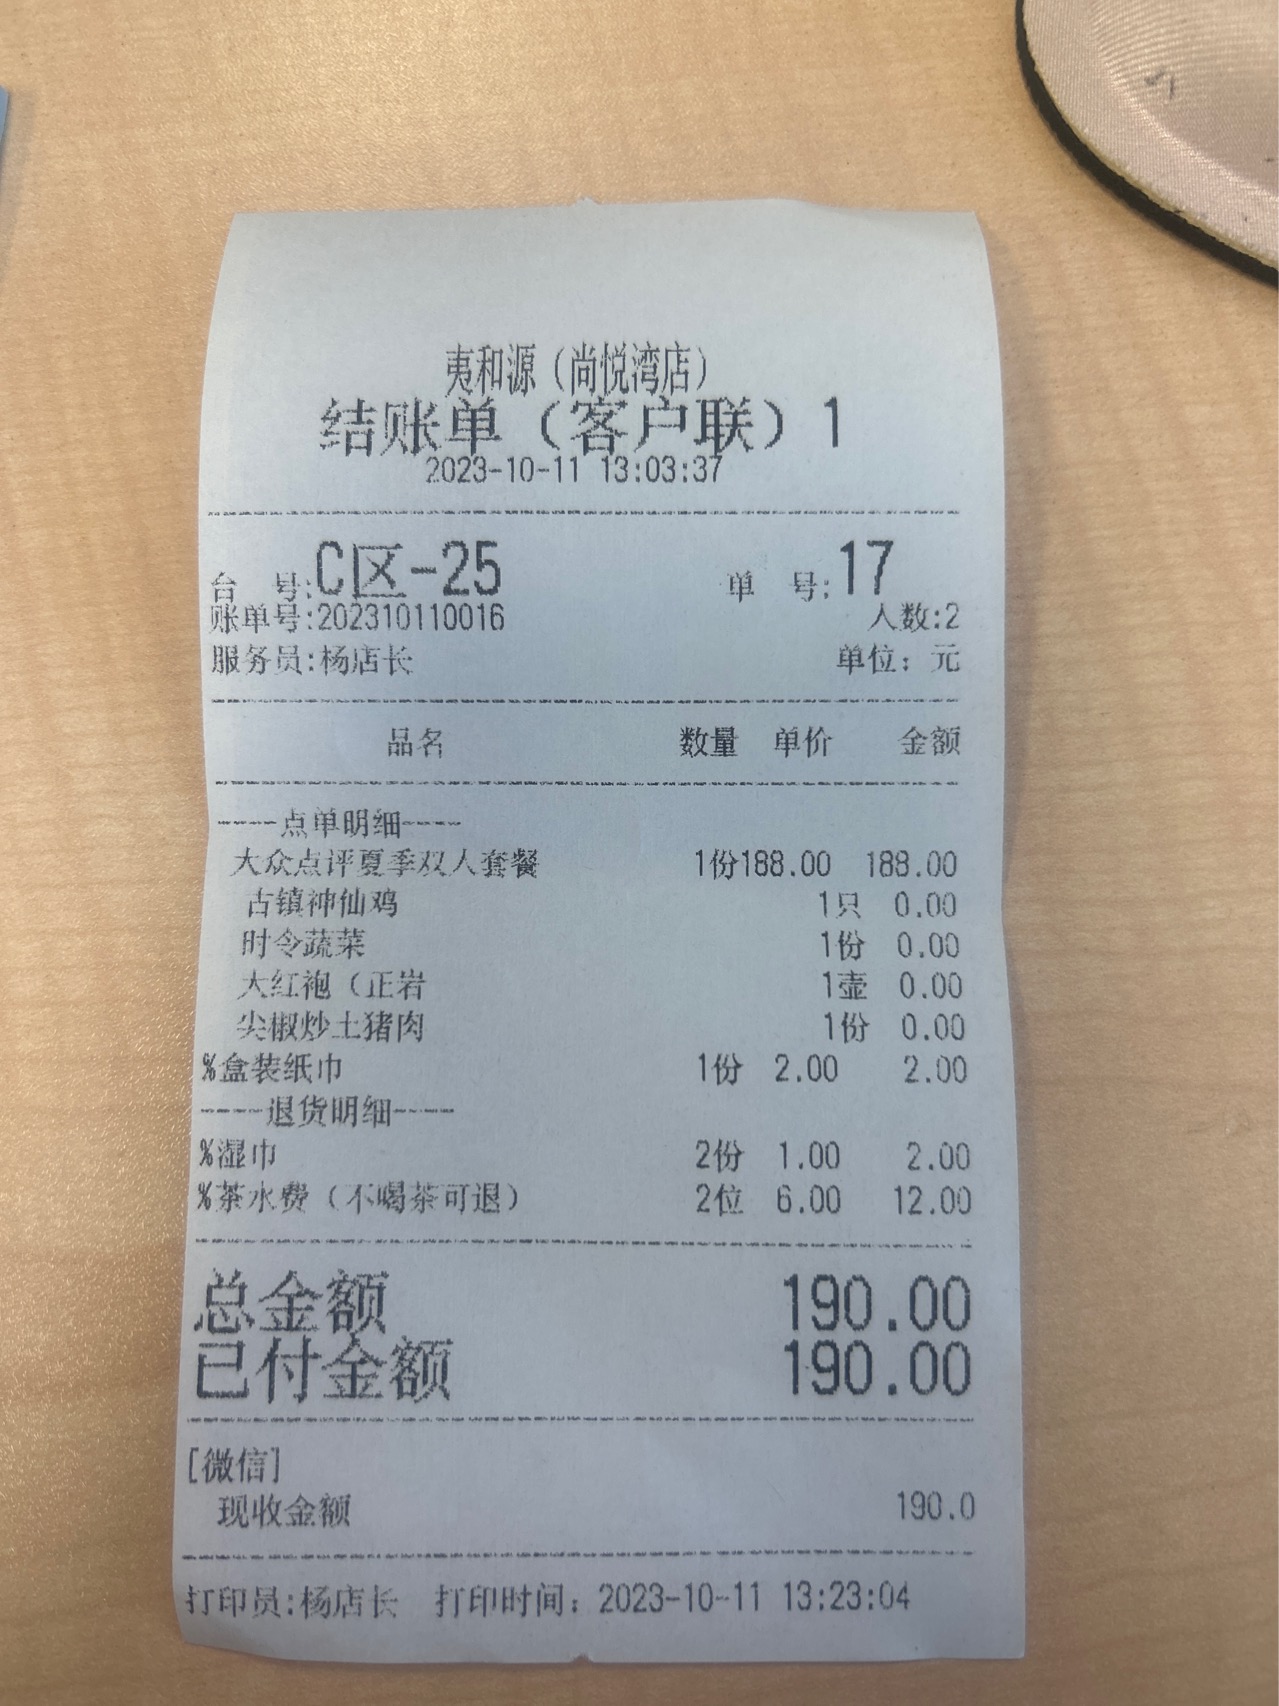 夷和源（尚悦湾店）
结账单（客户联）1
2023-10-11 13:03:37
台 号:C区-25 单 号:17
账单号:202310110016 人数:2
服务员:杨店长 单位：元
品名 数量 单价 金额
----点单明细----
大众点评夏季双人套餐 1份188.00 188.00
古镇神仙鸡 1只 0.00
时令蔬菜 1份 0.00
大红袍（正岩 1壶 0.00
尖椒炒土猪肉 1份 0.00
%盒装纸巾 1份 2.00 2.00
----退货明细----
%湿巾 2份 1.00 2.00
%茶水费（不喝茶可退） 2位 6.00 12.00
总金额 190.00
已付金额 190.00
[微信]
现收金额 190.0
打印员:杨店长 打印时间：2023-10-11 13:23:04